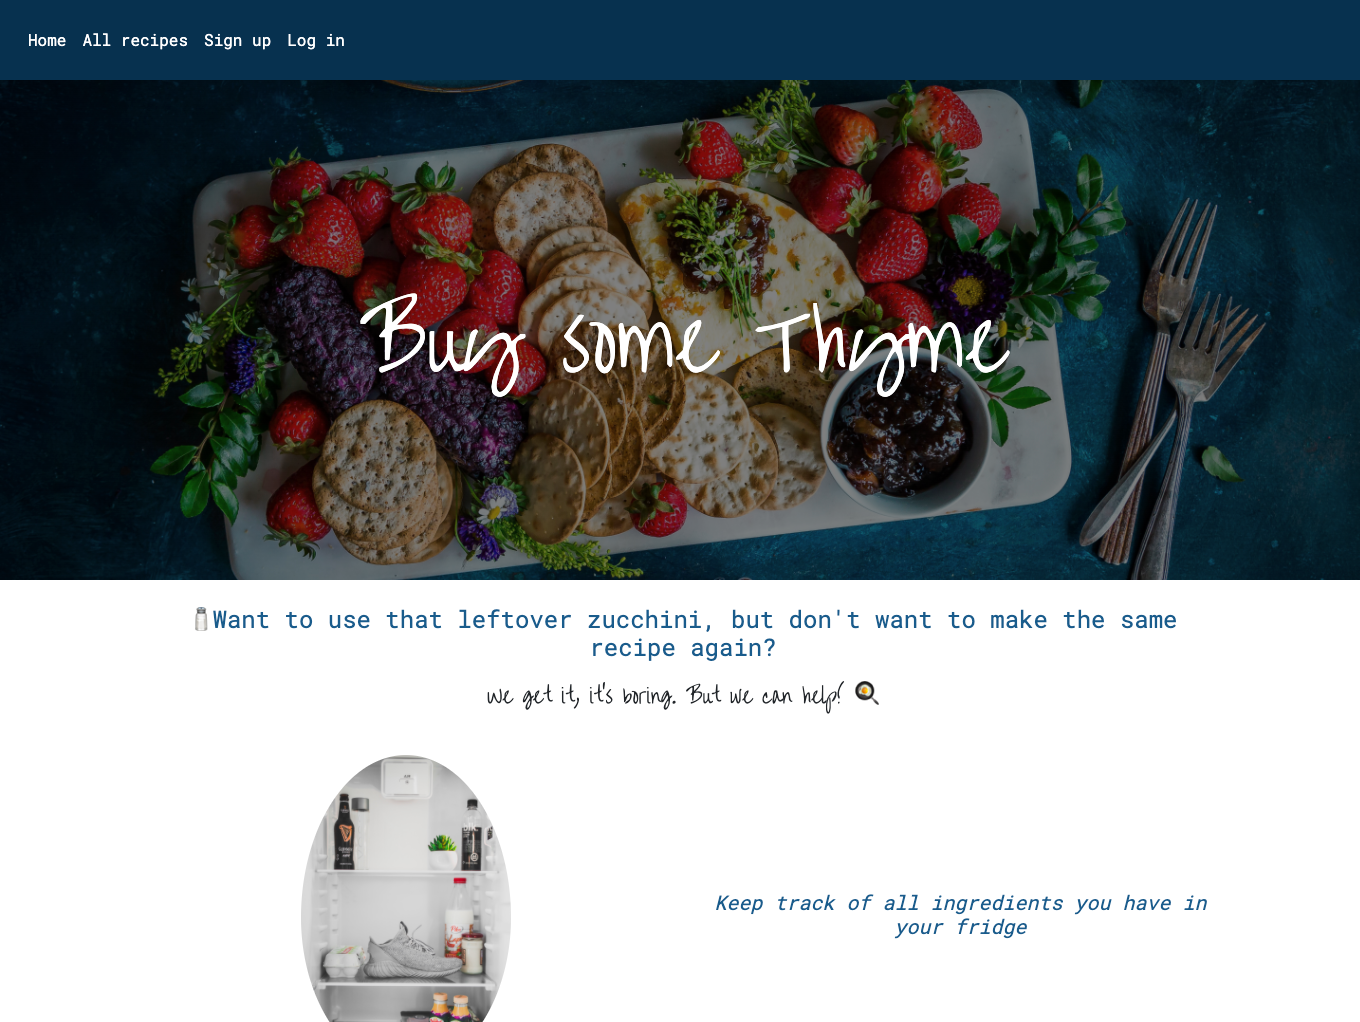 Home All recipes Sign up Log in
Buy some Thyme
Want to use that leftover zucchini, but don't want to make the same
recipe again?
We get it, it's boring. But we can help!
Keep track of all ingredients you have in
your fridge